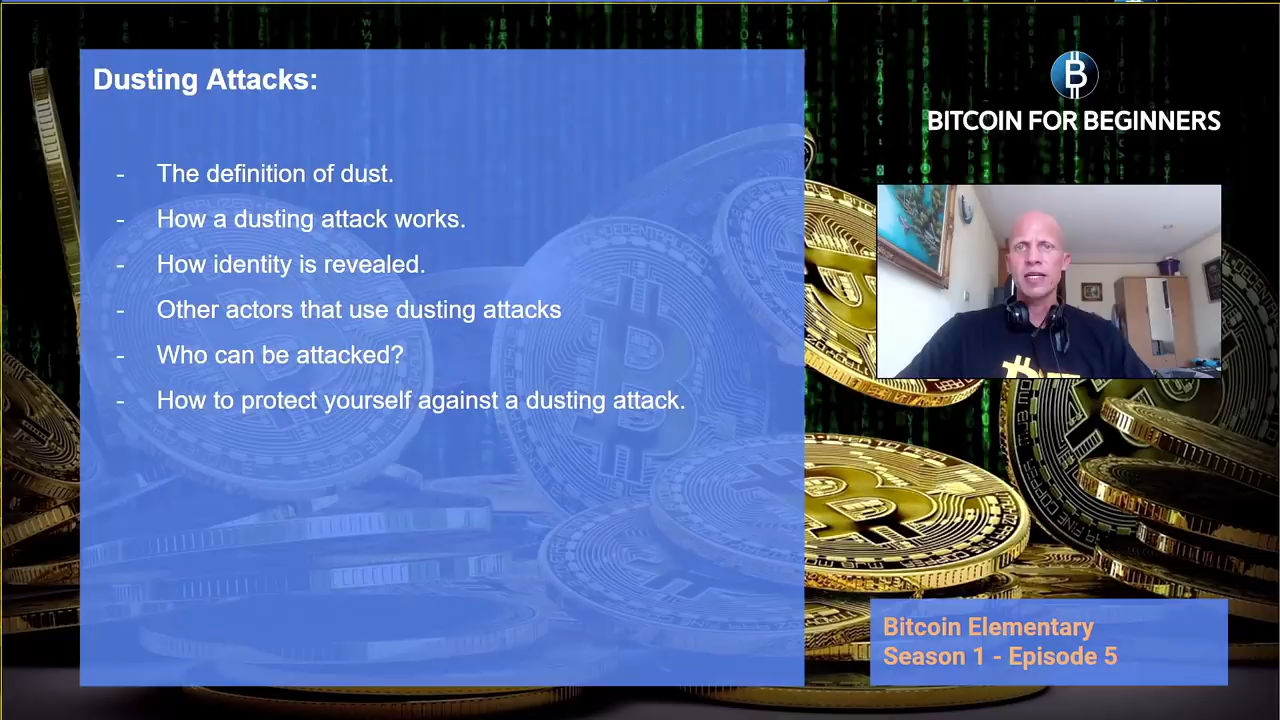 Dusting Attacks:
- The definition of dust.
- How a dusting attack works.
- How identity is revealed.
- Other actors that use dusting attacks
- Who can be attacked?
- How to protect yourself against a dusting attack.
BITCOIN FOR BEGINNERS
Bitcoin Elementary
Season 1 - Episode 5